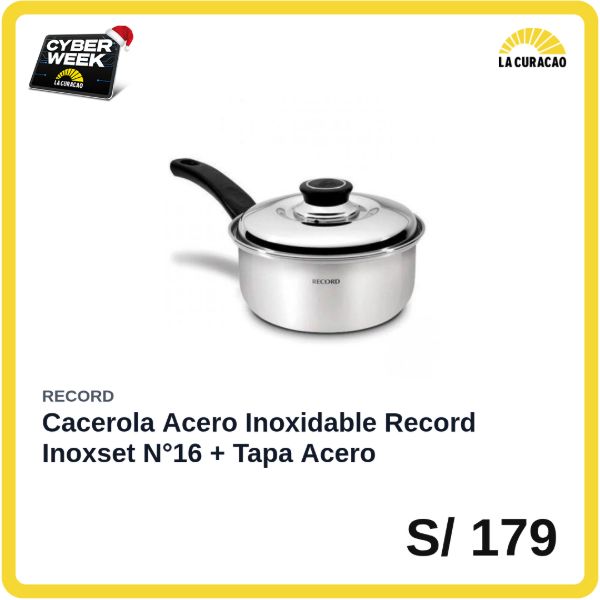 CYBER
WEEK
LA CURACAO
LA CURACAO
RECORD
RECORD
Cacerola Acero Inoxidable Record
Inoxset N°16 + Tapa Acero
S/ 179